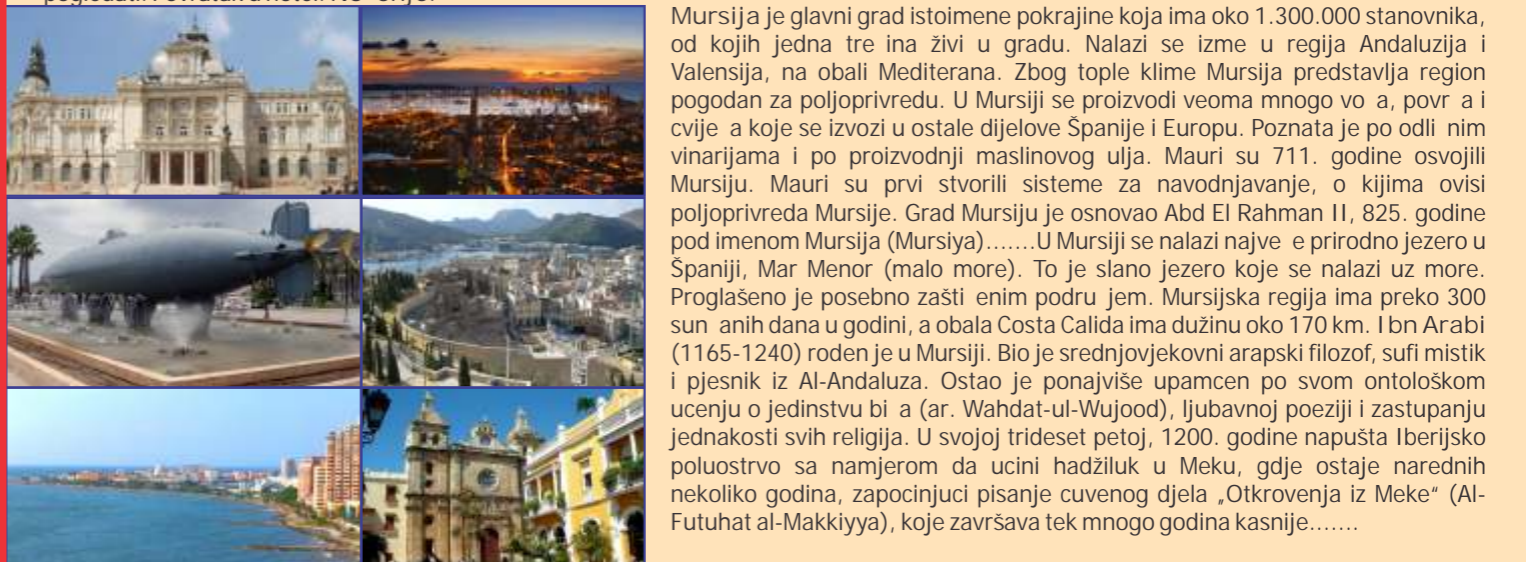 Mursija je glavni grad istoimene pokrajine koja ima oko 1.300.000 stanovnika,
od kojih jedna tre ina živi u gradu. Nalazi se izme u regija Andaluzija i
Valensija, na obali Mediterana. Zbog tople klime Mursija predstavlja region
pogodan za poljoprivredu. U Mursiji se proizvodi veoma mnogo vo a, povr a i
cvije a koje se izvozi u ostale dijelove Španije i Europu. Poznata je po odli nim
vinarijama i po proizvodnji maslinovog ulja. Mauri su 711. godine osvojili
Mursiju. Mauri su prvi stvorili sisteme za navodnjavanje, o kijima ovisi
poljoprivreda Mursije. Grad Mursiju je osnovao Abd El Rahman II, 825. godine
pod imenom Mursija (Mursiya).......U Mursiji se nalazi najve e prirodno jezero u
Španiji, Mar Menor (malo more). To je slano jezero koje se nalazi uz more.
Proglašeno je posebno zašti enim podru jem. Mursijska regija ima preko 300
sun anih dana u godini, a obala Costa Calida ima dužinu oko 170 km. Ibn Arabi
(1165-1240) roden je u Mursiji. Bio je srednjovjekovni arapski filozof, sufi mistik
i pjesnik iz Al-Andaluza. Ostao je ponajviše upamcen po svom ontološkom
ucenju o jedinstvu bi a (ar. Wahdat-ul-Wujood), ljubavnoj poeziji i zastupanju
jednakosti svih religija. U svojoj trideset petoj, 1200. godine napušta Iberijsko
poluostrvo sa namjerom da ucini hadžiluk u Meku, gdje ostaje narednih
nekoliko godina, zapocinjuci pisanje cuvenog djela „Otkrovenja iz Meke“ (Al-
Futuhat al-Makkiyya), koje završava tek mnogo godina kasnije.......